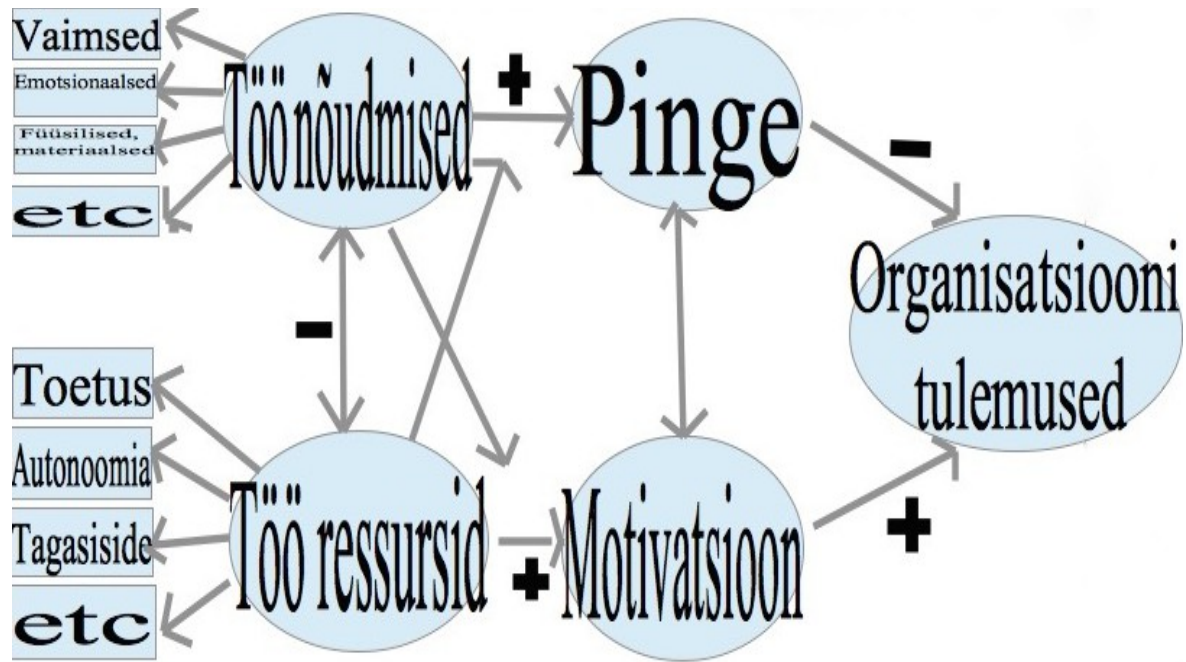 Vaimsed
Emotsionaalsed
Füüsilised,
materiaalsed
etc
Töö nõudmised
+
Pinge
-
Organisatsiooni
tulemused
-
Toetus
Autonoomia
Tagasiside
etc
Töö ressursid
+
Motivatsioon
+